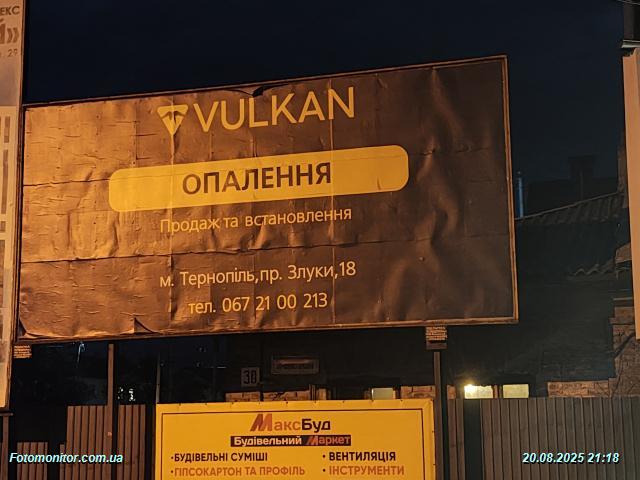 VULKAN
ОПАЛЕННЯ
Продаж та встановлення
м. Тернопіль,пр. Злуки,18
тел. 067 21 00 213
30
МаксБуд
Будівельний Маркет
•БУДІВЕЛЬНІ СУМІШІ
•ГІПСОКАРТОН ТА ПРОФІЛЬ
• ВЕНТИЛЯЦІЯ
• ІНСТРУМЕНТИ
Fotomonitor.com.ua
20.08.2025 21:18